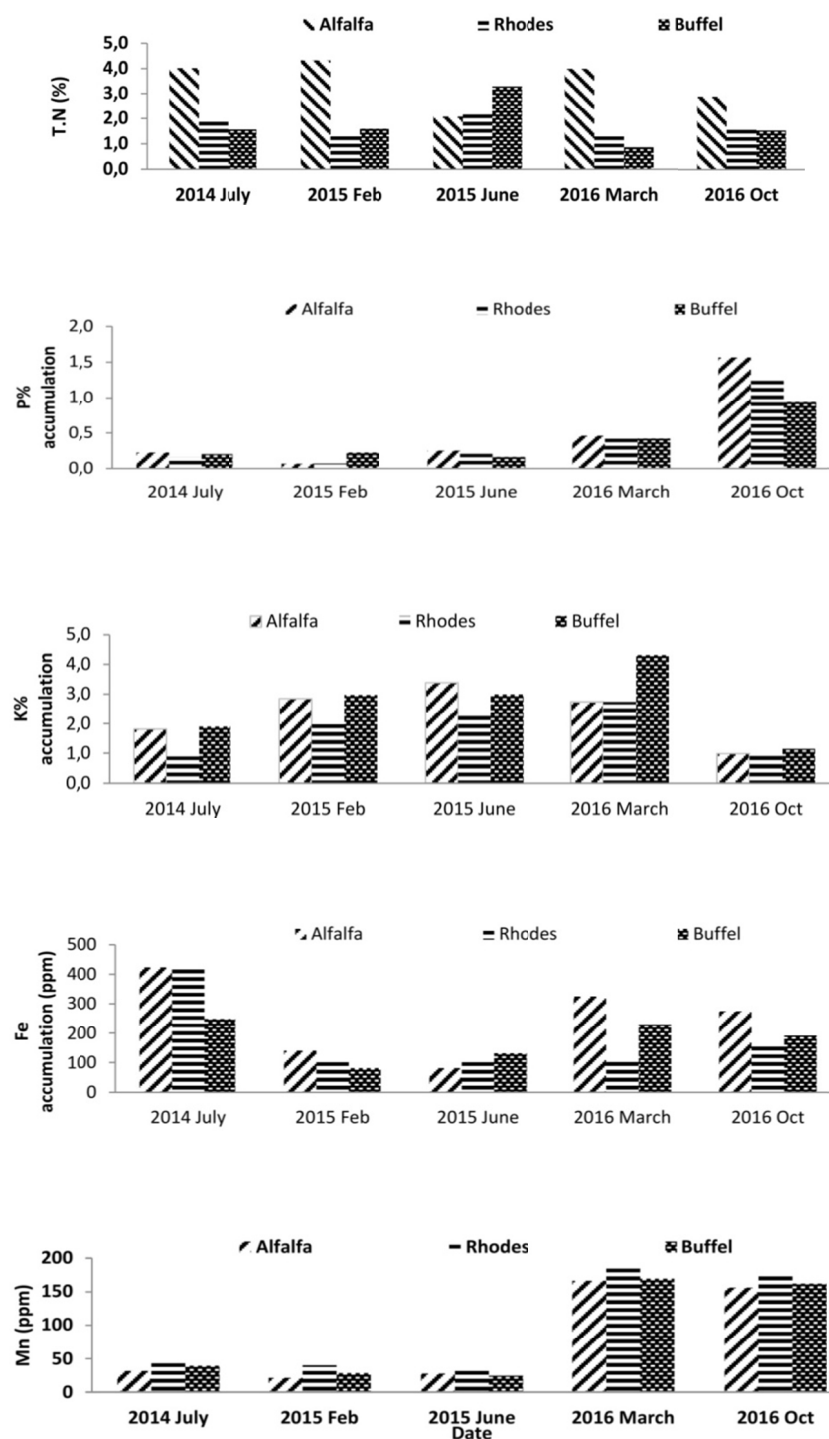 Alfalfa Rhodes Buffel
T.N (%)
5,0
4,0
3,0
2,0
1,0
0,0
2014 July 2015 Feb 2015 June 2016 March 2016 Oct
Alfalfa Rhodes Buffel
P%
accumulation
2,0
1,5
1,0
0,5
0,0
2014 July 2015 Feb 2015 June 2016 March 2016 Oct
Alfalfa Rhodes Buffel
K%
accumulation
5,0
4,0
3,0
2,0
1,0
0,0
2014 July 2015 Feb 2015 June 2016 March 2016 Oct
Alfalfa Rhodes Buffel
Fe
accumulation (ppm)
500
400
300
200
100
0
2014 July 2015 Feb 2015 June 2016 March 2016 Oct
Alfalfa Rhodes Buffel
Mn (ppm)
200
150
100
50
0
2014 July 2015 Feb 2015 June 2016 March 2016 Oct
Date